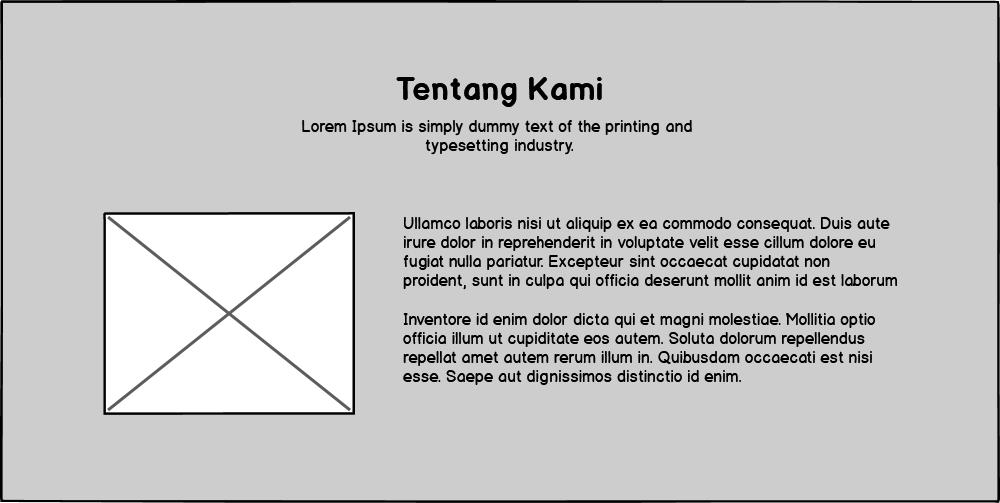 Tentang Kami
Lorem Ipsum is simply dummy text of the printing and
typesetting industry.
Ullamco laboris nisi ut aliquip ex ea commodo consequat. Duis aute
irure dolor in reprehenderit in voluptate velit esse cillum dolore eu
fugiat nulla pariatur. Excepteur sint occaecat cupidatat non
proident, sunt in culpa qui officia deserunt mollit anim id est laborum
Inventore id enim dolor dicta qui et magni molestiae. Mollitia optio
officia illum ut cupiditate eos autem. Soluta dolorum repellendus
repellat amet autem rerum illum in. Quibusdam occaecati est nisi
esse. Saepe aut dignissimos distinctio id enim.